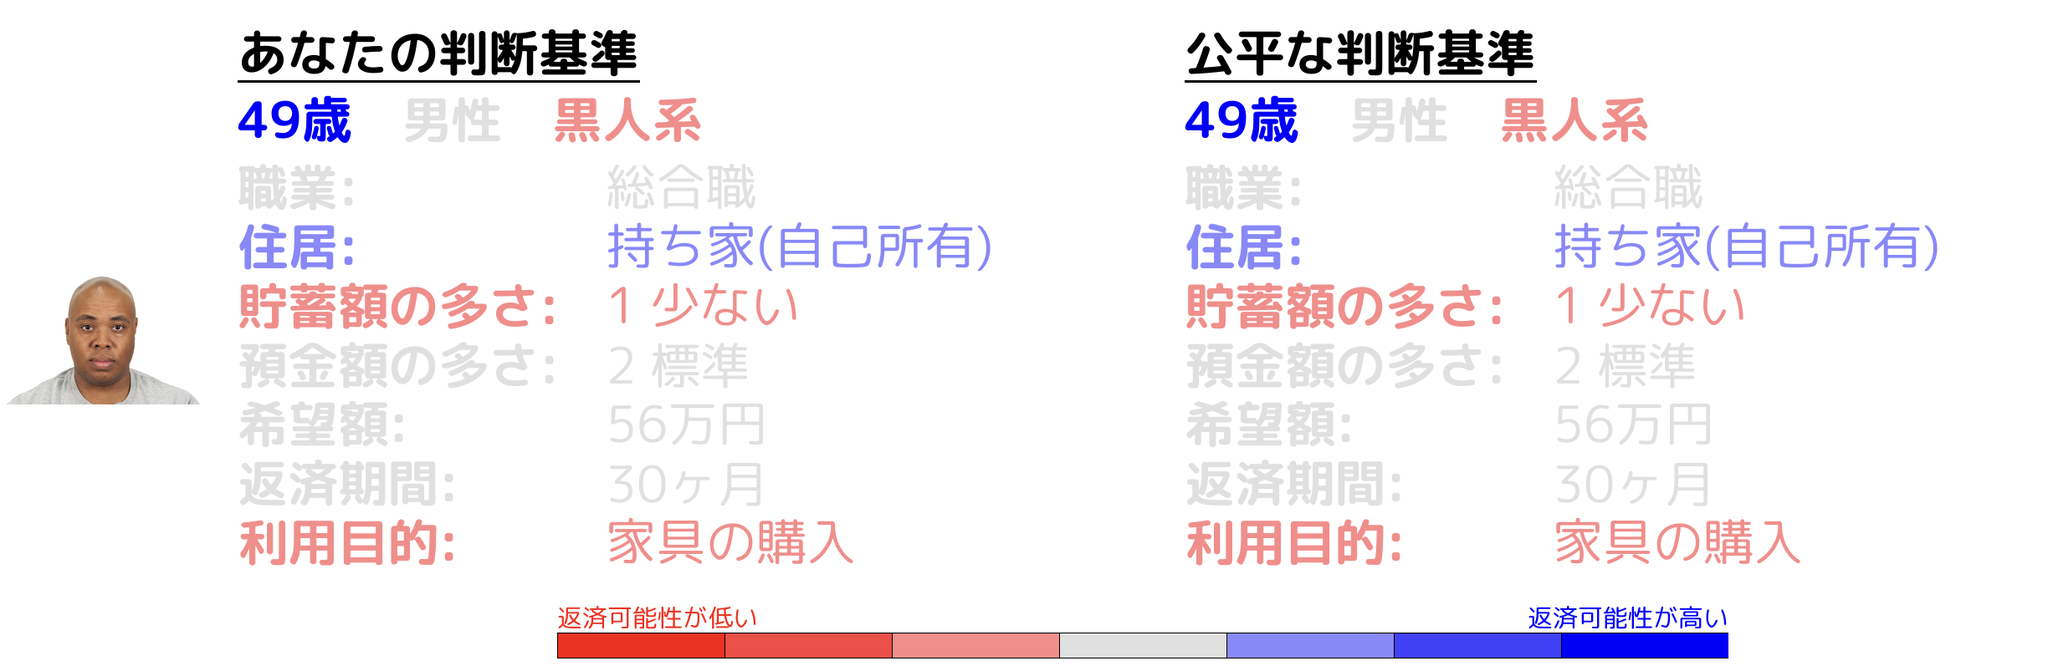 あなたの判断基準
49歳 男性 黒人系
職業: 総合職
住居: 持ち家(自己所有)
貯蓄額の多さ: 1 少ない
預金額の多さ: 2 標準
希望額: 56万円
返済期間: 30ヶ月
利用目的: 家具の購入
公平な判断基準
49歳 男性 黒人系
職業: 総合職
住居: 持ち家(自己所有)
貯蓄額の多さ: 1 少ない
預金額の多さ: 2 標準
希望額: 56万円
返済期間: 30ヶ月
利用目的: 家具の購入
返済可能性が低い
返済可能性が高い